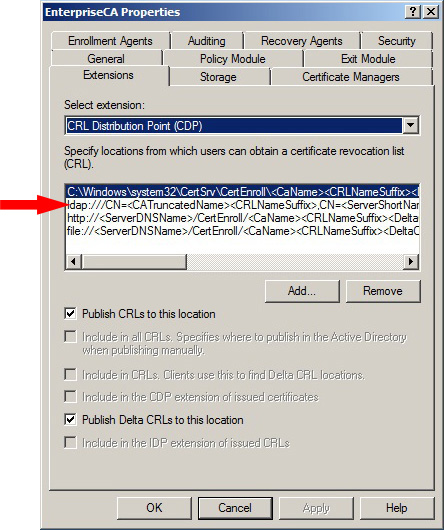 EnterpriseCA Properties
Enrollment Agents Auditing Recovery Agents Security
General Policy Module Exit Module
Extensions Storage Certificate Managers
Select extension:
CRL Distribution Point (CDP)
Specify locations from which users can obtain a certificate revocation list
(CRL).
C:\Windows\system32\CertSrv\CertEnroll\<CaName><CRLNameSuffix><
ldap:///CN=<CATruncatedName><CRLNameSuffix>,CN=<ServerShortNam
http://<ServerDNSName>/CertEnroll/<CaName><CRLNameSuffix><Delta
file://<ServerDNSName>/CertEnroll/<CaName><CRLNameSuffix><DeltaC
Add... Remove
Publish CRLs to this location
Include in all CRLs. Specifies where to publish in the Active Directory
when publishing manually.
Include in CRLs. Clients use this to find Delta CRL locations.
Include in the CDP extension of issued certificates
Publish Delta CRLs to this location
Include in the IDP extension of issued CRLs
OK Cancel Apply Help